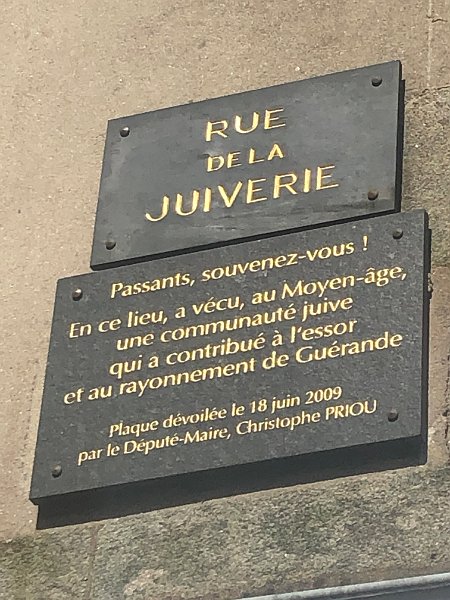 RUE
DE LA
JUIVERIE
Passants, souvenez-vous !
En ce lieu, a vécu, au Moyen-âge,
une communauté juive
qui a contribué à l'essor
et au rayonnement de Guérande
Plaque dévoilée le 18 juin 2009
par le Député-Maire, Christophe PRIOU